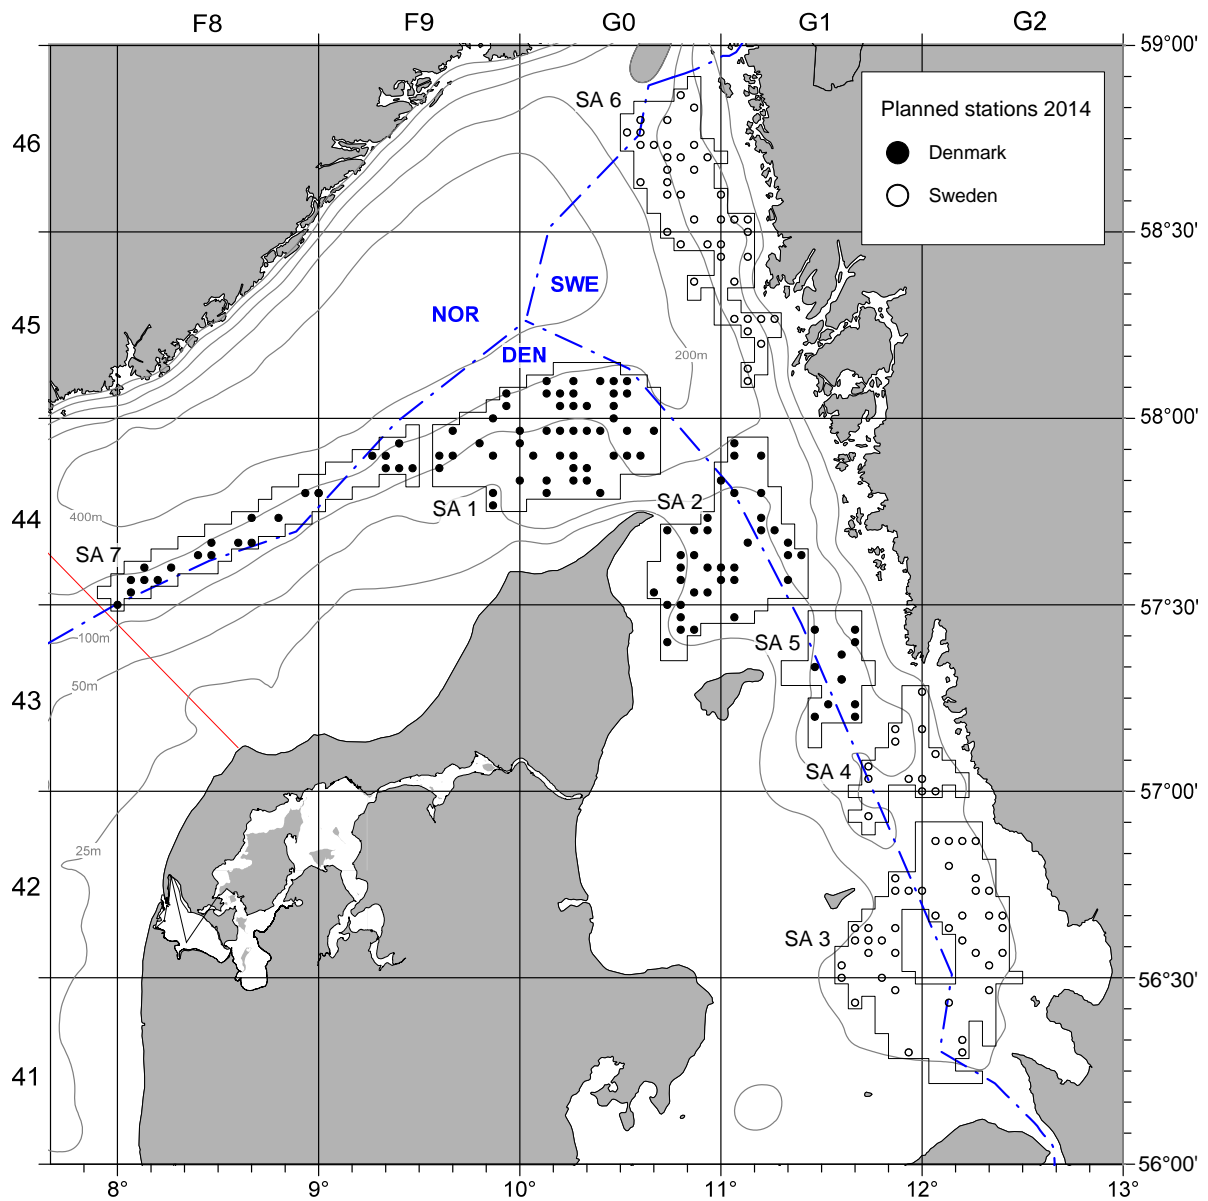 F8 F9 G0 G1 G2
59°00'
Planned stations 2014
Denmark
Sweden
SA 6
46
58°30'
SWE
NOR
45
DEN
200m
58°00'
SA 2
SA 1
400m
44
SA 7
57°30'
100m
SA 5
50m
43
SA 4
57°00'
25m
42
SA 3
56°30'
41
56°00'
8° 9° 10° 11° 12° 13°